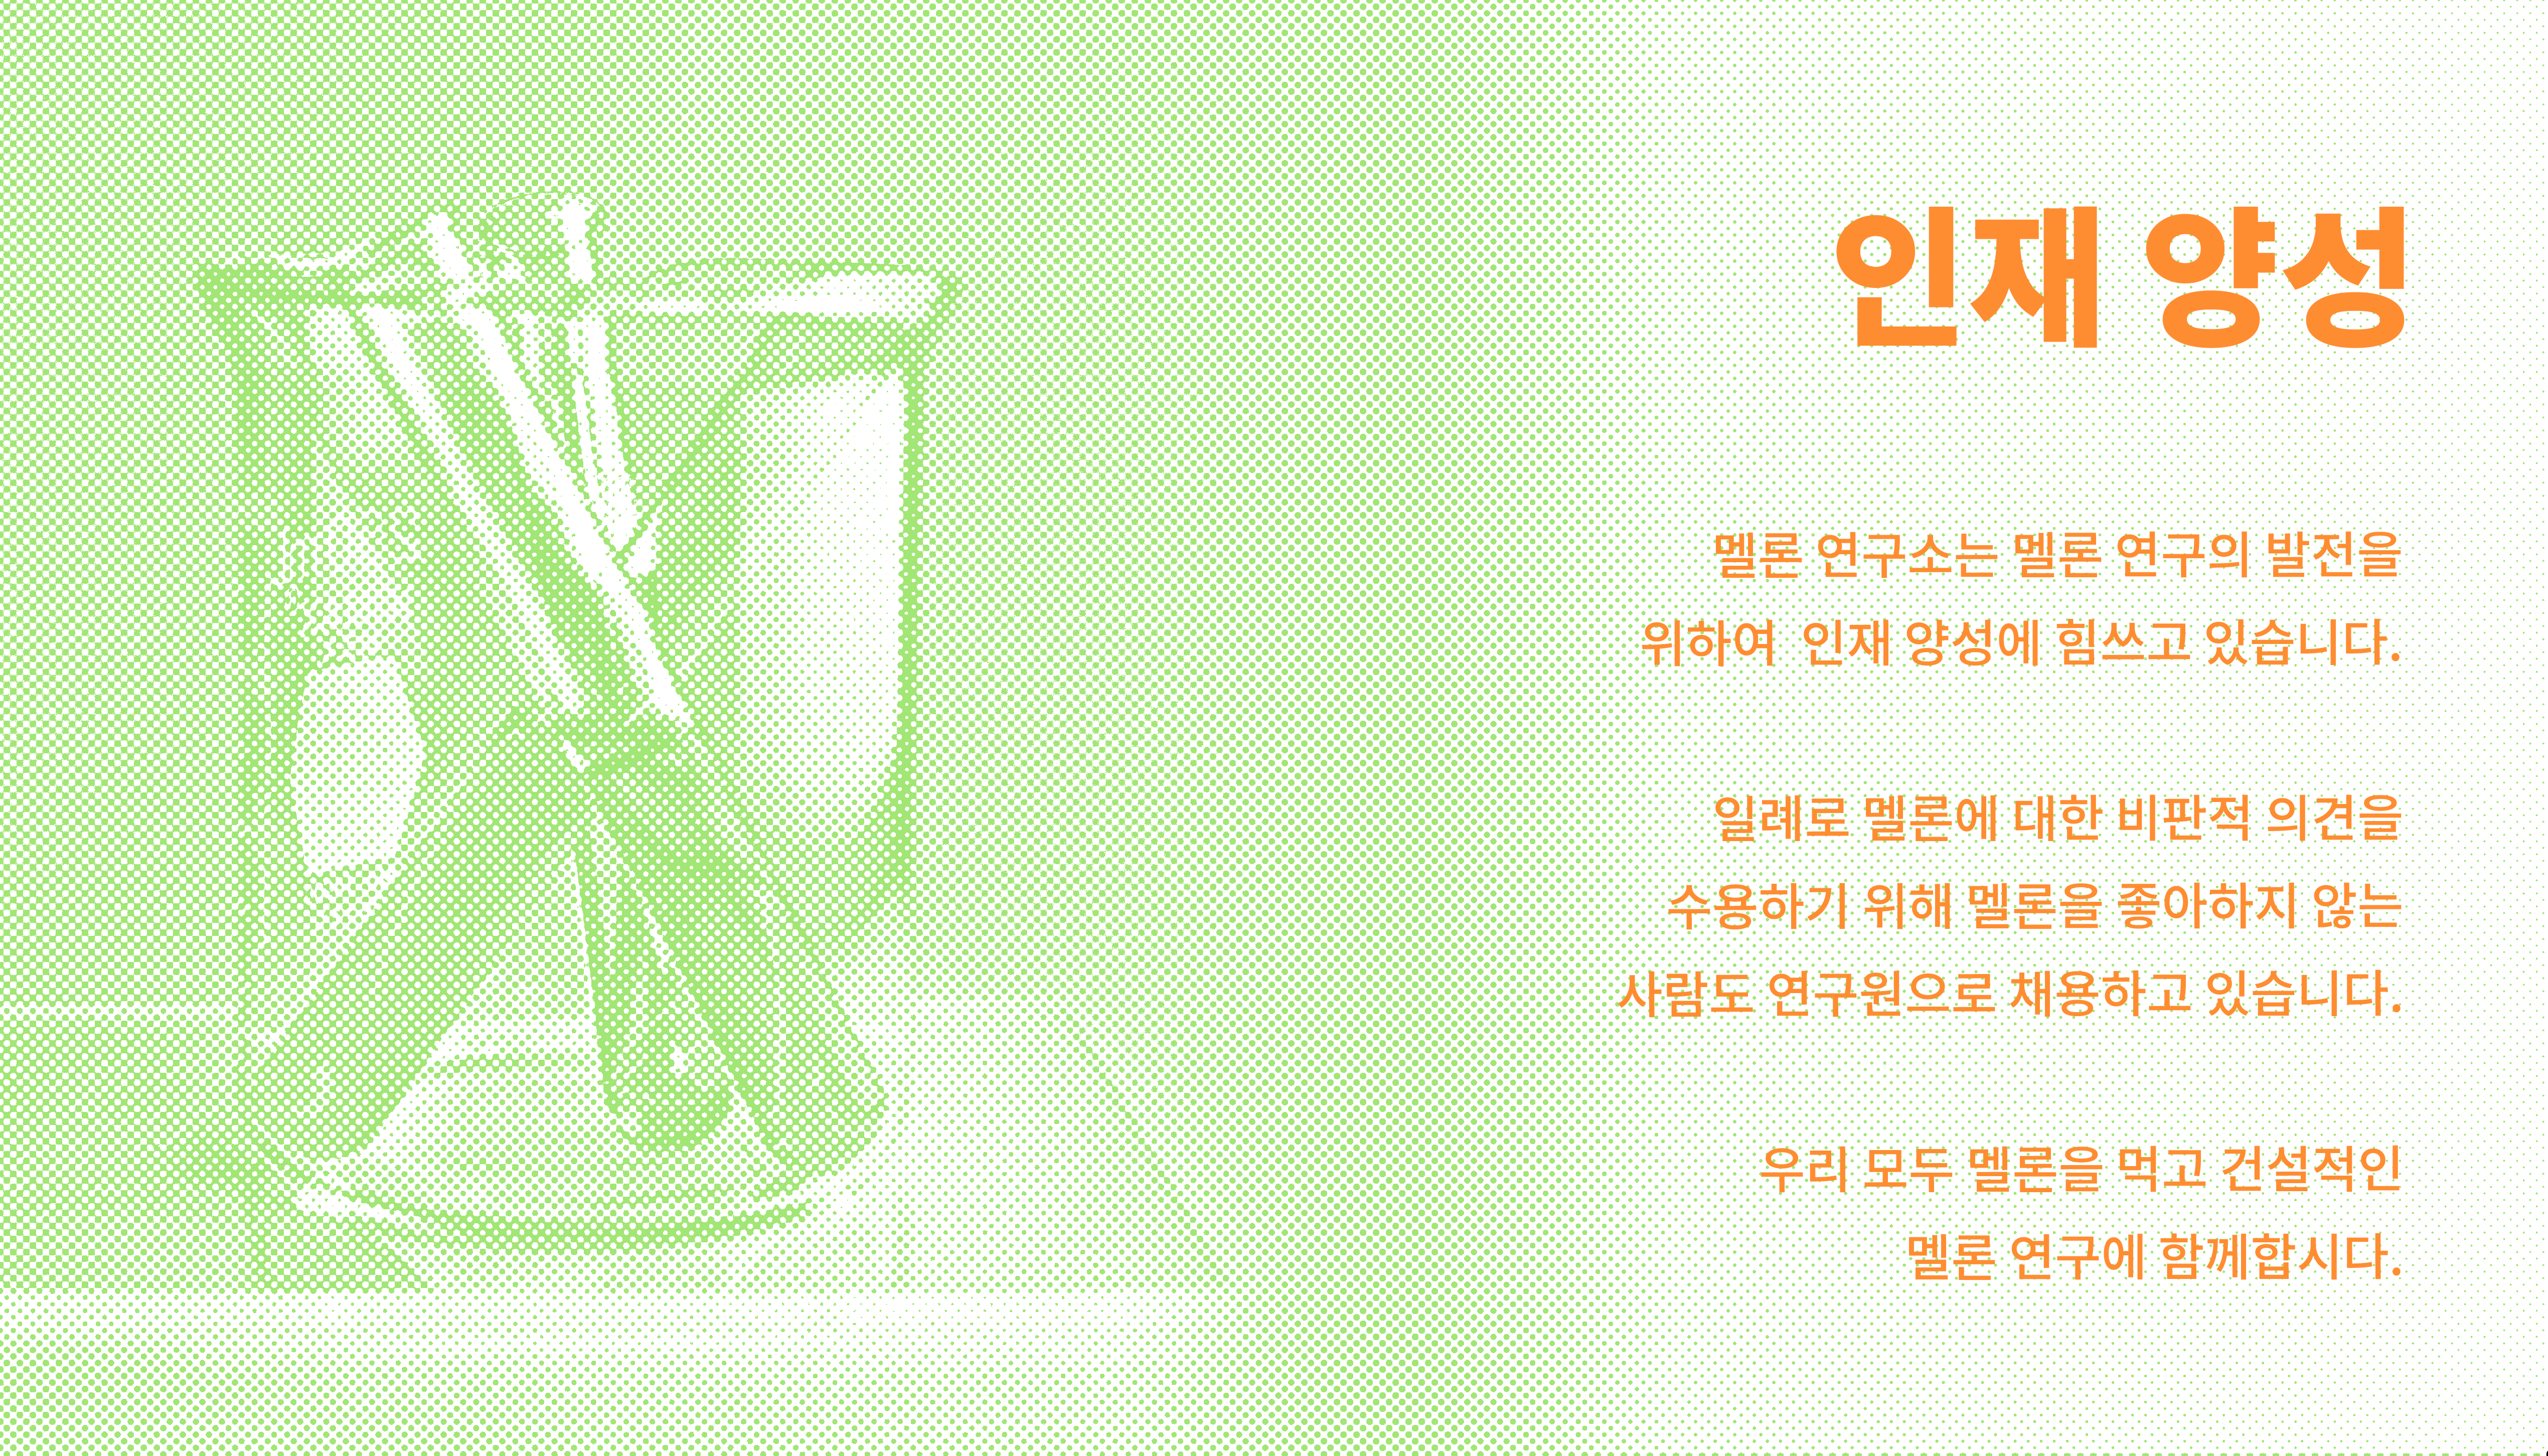 인재 양성
멜론 연구소는 멜론 연구의 발전을
위하여  인재 양성에 힘쓰고 있습니다.
일례로 멜론에 대한 비판적 의견을
수용하기 위해 멜론을 좋아하지 않는
사람도 연구원으로 채용하고 있습니다.
우리 모두 멜론을 먹고 건설적인
멜론 연구에 함께합시다.